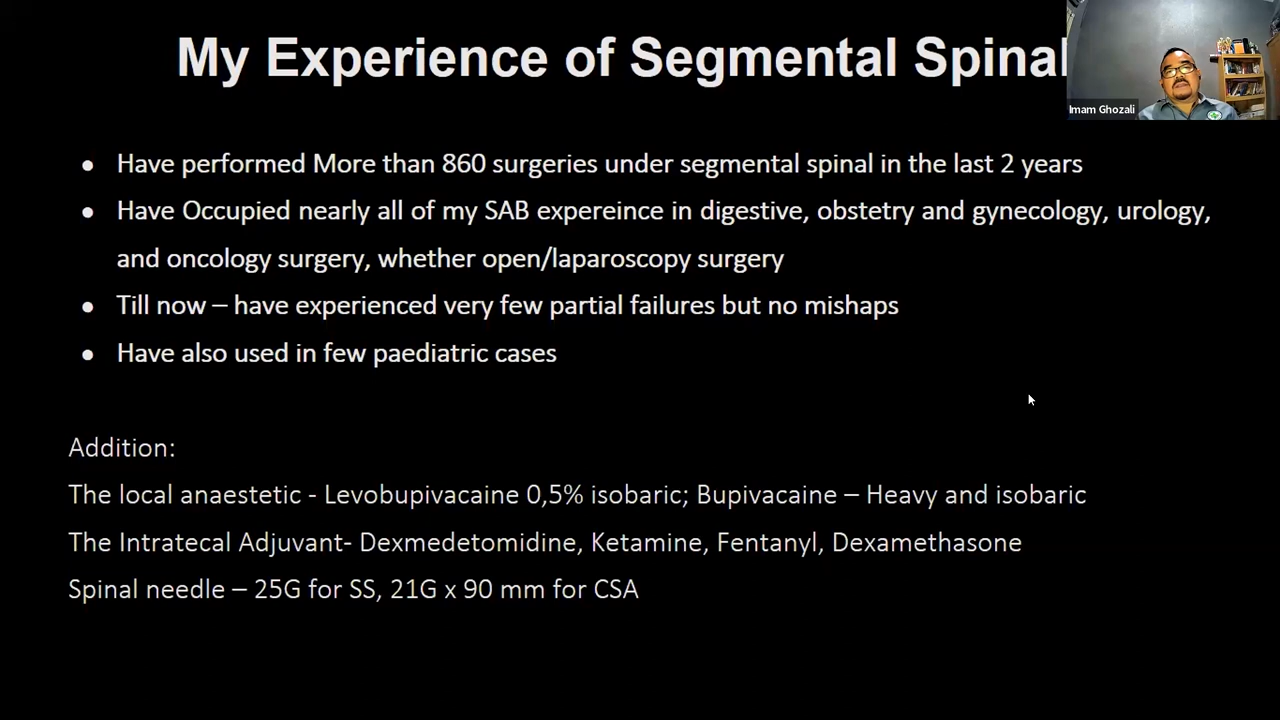 My Experience of Segmental Spinal
Imam Ghozali
● Have performed More than 860 surgeries under segmental spinal in the last 2 years
● Have Occupied nearly all of my SAB expereince in digestive, obstetry and gynecology, urology,
and oncology surgery, whether open/laparoscopy surgery
● Till now – have experienced very few partial failures but no mishaps
● Have also used in few paediatric cases
Addition:
The local anaestetic - Levobupivacaine 0,5% isobaric; Bupivacaine – Heavy and isobaric
The Intratecal Adjuvant- Dexmedetomidine, Ketamine, Fentanyl, Dexamethasone
Spinal needle – 25G for SS, 21G x 90 mm for CSA